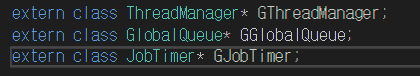 extern class ThreadManager* GThreadManager;
extern class GlobalQueue* GGlobalQueue;
extern class JobTimer* GJobTimer;